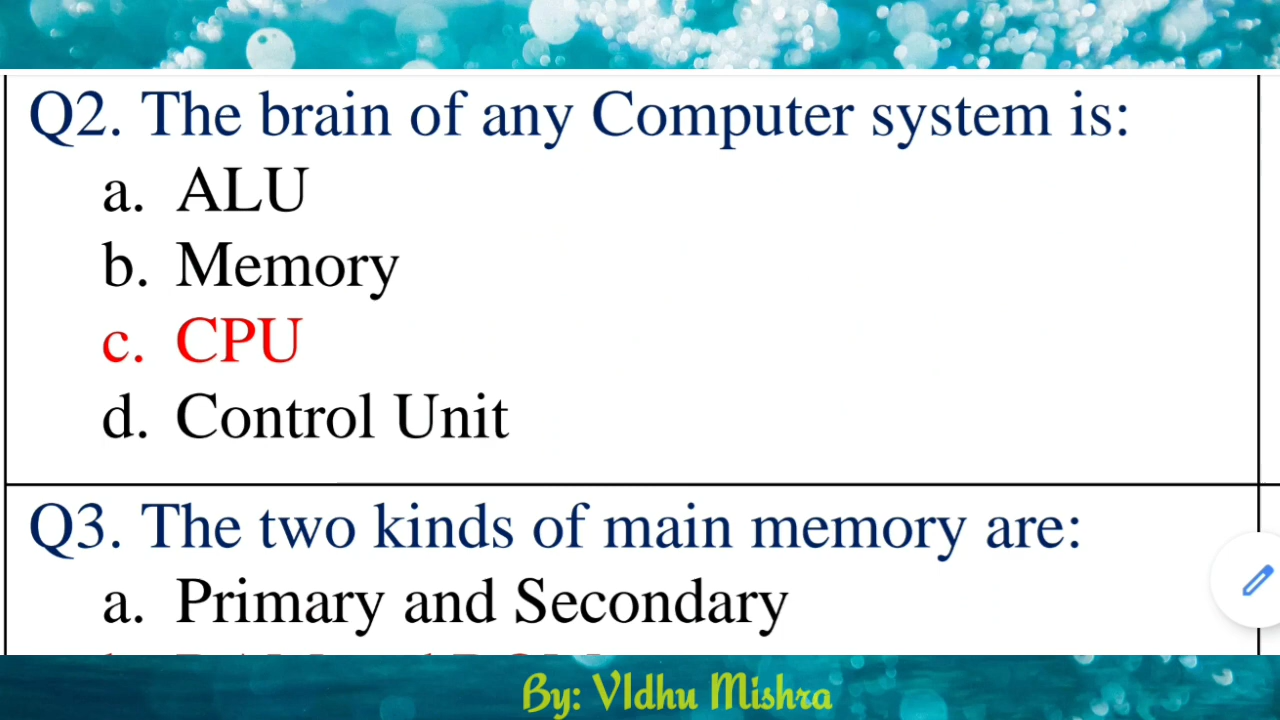 Q2. The brain of any Computer system is:
a. ALU
b. Memory
c. CPU
d. Control Unit
Q3. The two kinds of main memory are:
a. Primary and Secondary
By: VIdhu Mishra